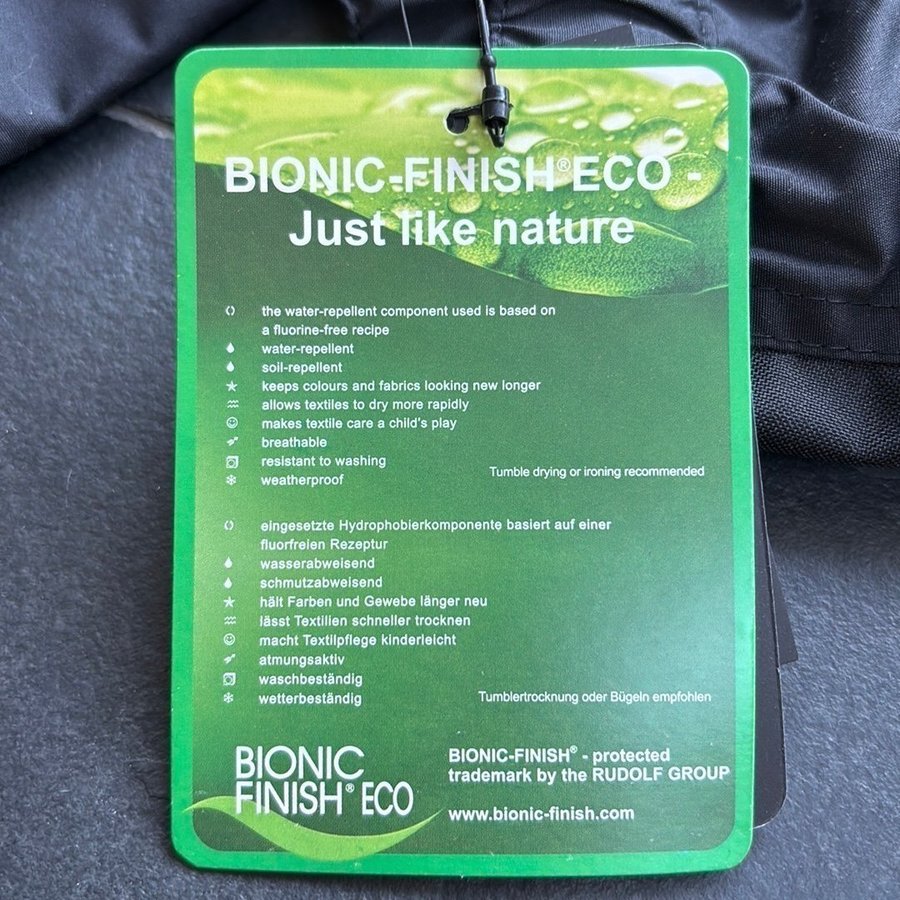 BIONIC-FINISH® ECO -
Just like nature
the water-repellent component used is based on
a fluorine-free recipe
water-repellent
soil-repellent
keeps colours and fabrics looking new longer
allows textiles to dry more rapidly
makes textile care a child's play
breathable
resistant to washing
weatherproof
Tumble drying or ironing recommended
eingesetzte Hydrophobierkomponente basiert auf einer
fluorfreien Rezeptur
wasserabweisend
schmutzabweisend
hält Farben und Gewebe länger neu
lässt Textilien schneller trocknen
macht Textilpflege kinderleicht
atmungsaktiv
waschbeständig
wetterbeständig
Tumblertrocknung oder Bügeln empfohlen
BIONIC
FINISH® ECO
BIONIC-FINISH® - protected
trademark by the RUDOLF GROUP
www.bionic-finish.com